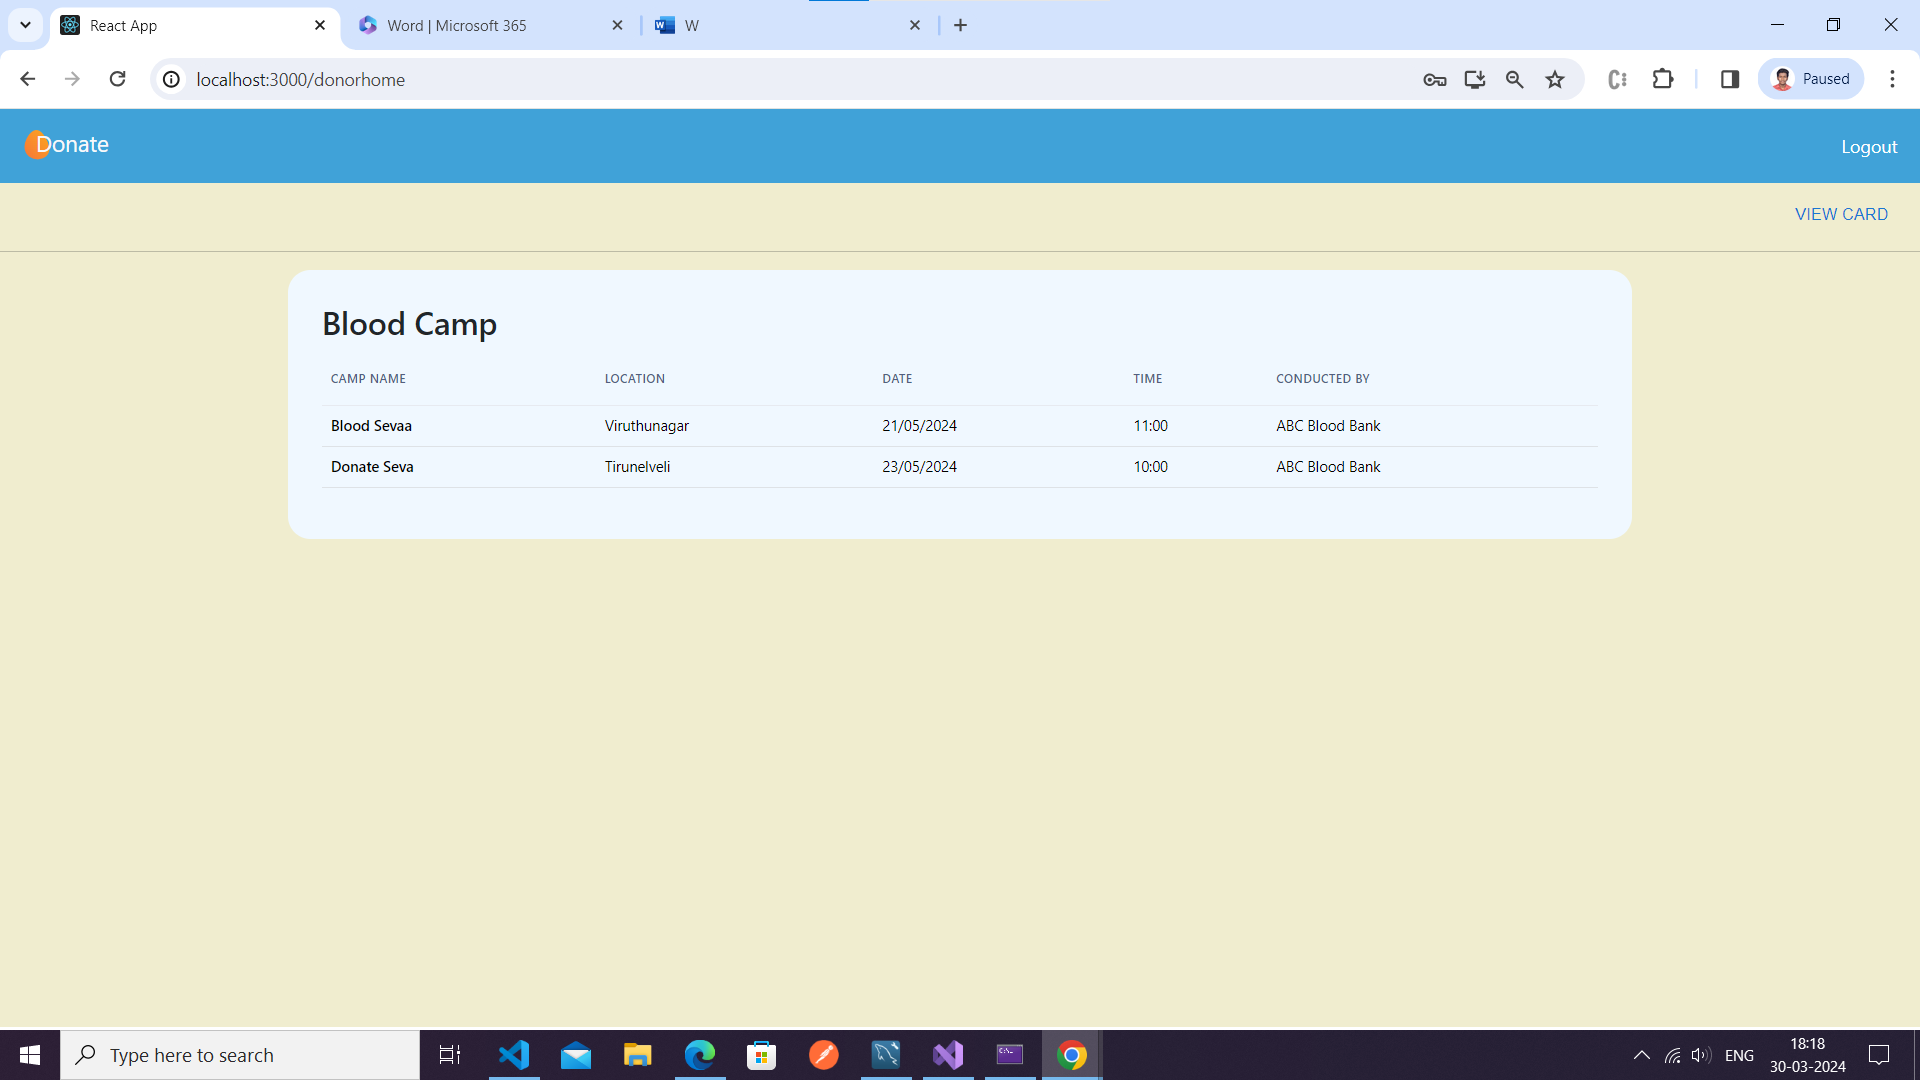 React App
Word | Microsoft 365
W
localhost:3000/donorhome
Paused
Donate
Logout
VIEW CARD
Blood Camp
CAMP NAME LOCATION DATE TIME CONDUCTED BY
Blood Sevaa Viruthunagar 21/05/2024 11:00 ABC Blood Bank
Donate Seva Tirunelveli 23/05/2024 10:00 ABC Blood Bank
Type here to search
ENG
18:18
30-03-2024